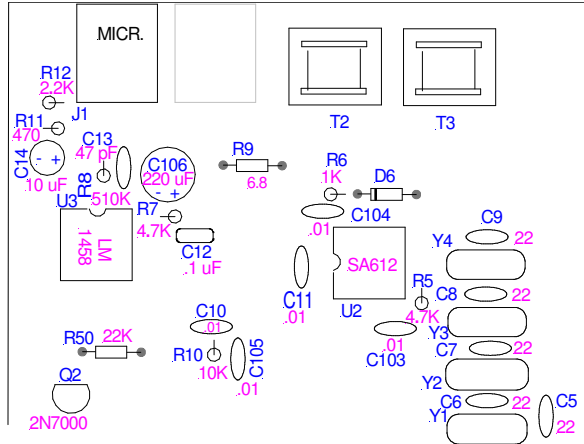 MICR.
R12
2.2K
J1
T2
T3
R11
470
C13
47 pF
C14
- +
10 uF
R8
510K
C106
220 uF
- +
R9
6.8
R6
1K
D6
U3
LM
1458
R7
4.7K
C12
.1 uF
C104
.01
C9
.22
Y4
SA612
U2
C11
.01
R5
4.7K
C8
.22
Y3
C10
.01
R10
10K
C105
.01
.01
C103
C7
.22
Y2
R50
22K
Q2
2N7000
C6
.22
Y1
C5
.22